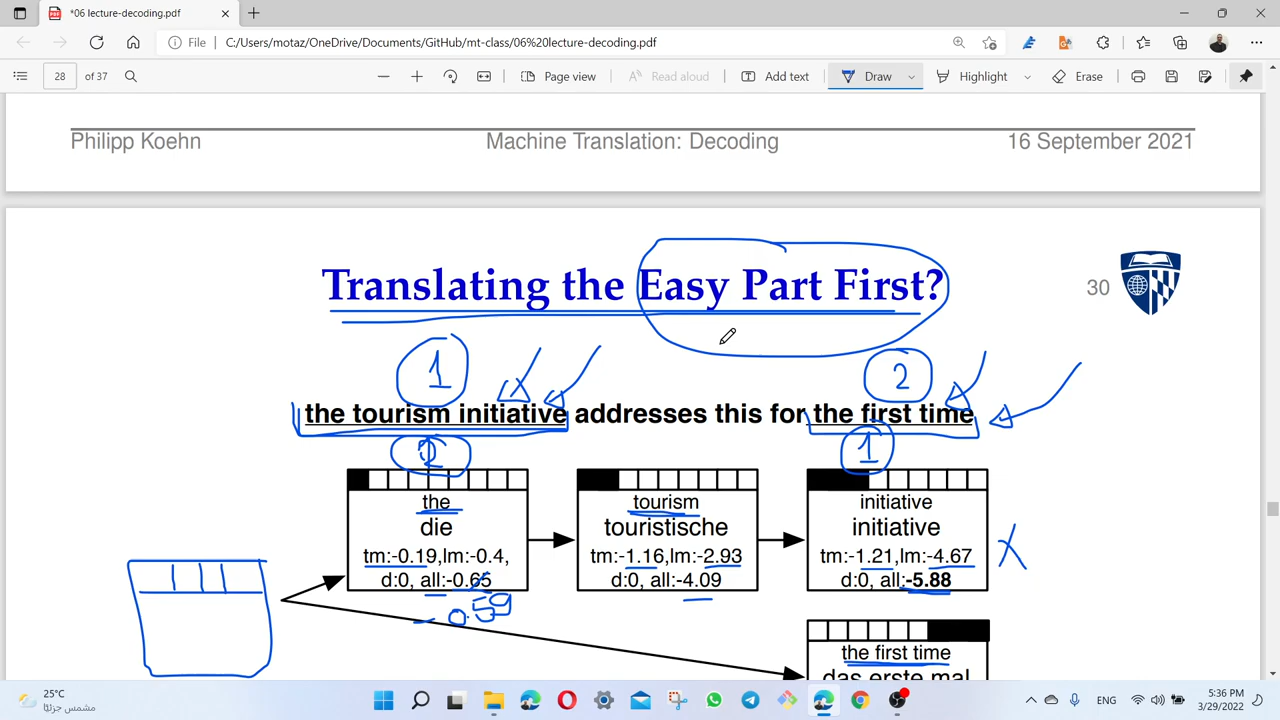 *06 lecture-decoding.pdf
File C:/Users/motaz/OneDrive/Documents/GitHub/mt-class/06%20lecture-decoding.pdf
28 of 37 Page view Read aloud Add text Draw Highlight Erase
Philipp Koehn Machine Translation: Decoding 16 September 2021
Translating the Easy Part First? 30
1 2
the tourism initiative addresses this for the first time
1
the tourism initiative
die touristische initiative
tm:-0.19,lm:-0.4, tm:-1.16,lm:-2.93 tm:-1.21,lm:-4.67 X
d:0, all:-0.65 d:0, all:-4.09 d:0, all:-5.88
- 0.59
the first time
das erste mal
25°C
مشمس جزئيًا
ENG
5:36 PM
3/29/2022